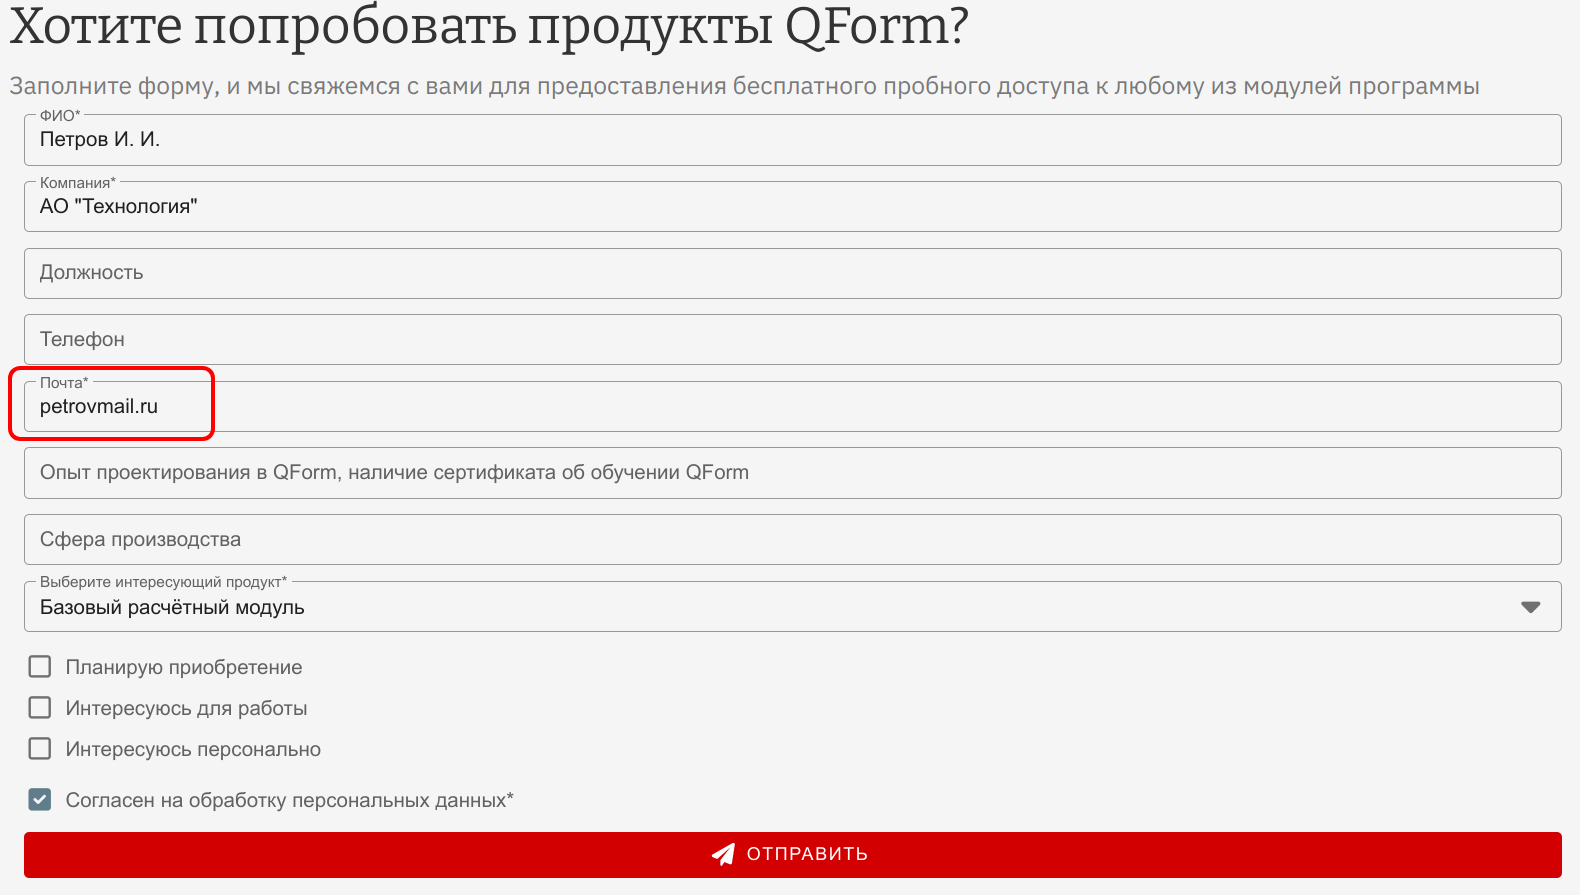 Хотите попробовать продукты QForm?
Заполните форму, и мы свяжемся с вами для предоставления бесплатного пробного доступа к любому из модулей программы
ФИО*
Петров И. И.
Компания*
АО "Технология"
Должность
Телефон
Почта*
petrovmail.ru
Опыт проектирования в QForm, наличие сертификата об обучении QForm
Сфера производства
Выберите интересующий продукт*
Базовый расчётный модуль
Планирую приобретение
Интересуюсь для работы
Интересуюсь персонально
Согласен на обработку персональных данных*
ОТПРАВИТЬ